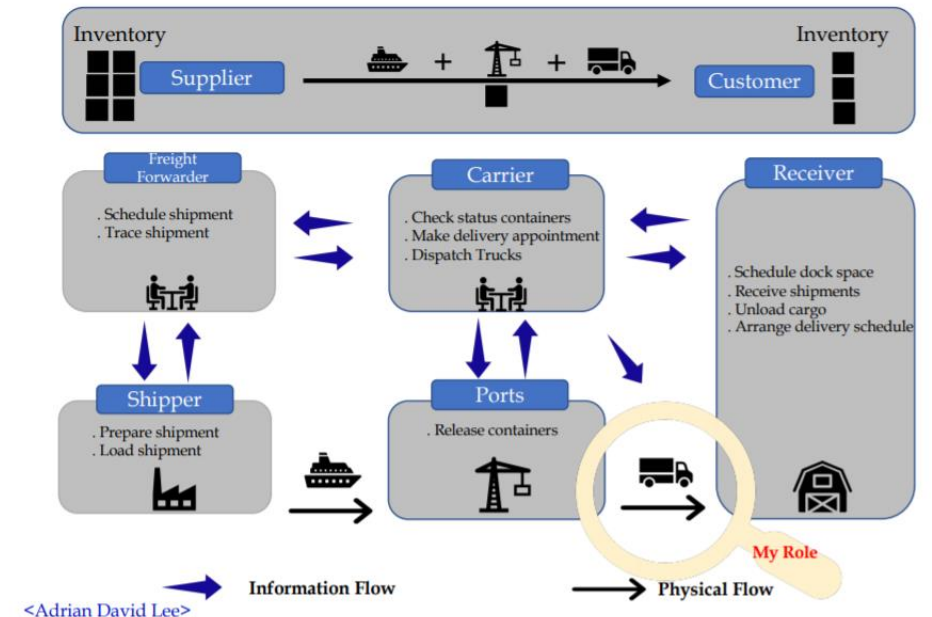 Inventory
Supplier
+
+
Customer
Inventory
Freight
Forwarder
. Schedule shipment
. Trace shipment
Carrier
. Check status containers
. Make delivery appointment
. Dispatch Trucks
Receiver
. Schedule dock space
. Receive shipments
. Unload cargo
. Arrange delivery schedule
Shipper
. Prepare shipment
. Load shipment
Ports
. Release containers
My Role
Information Flow
Physical Flow
<Adrian David Lee>